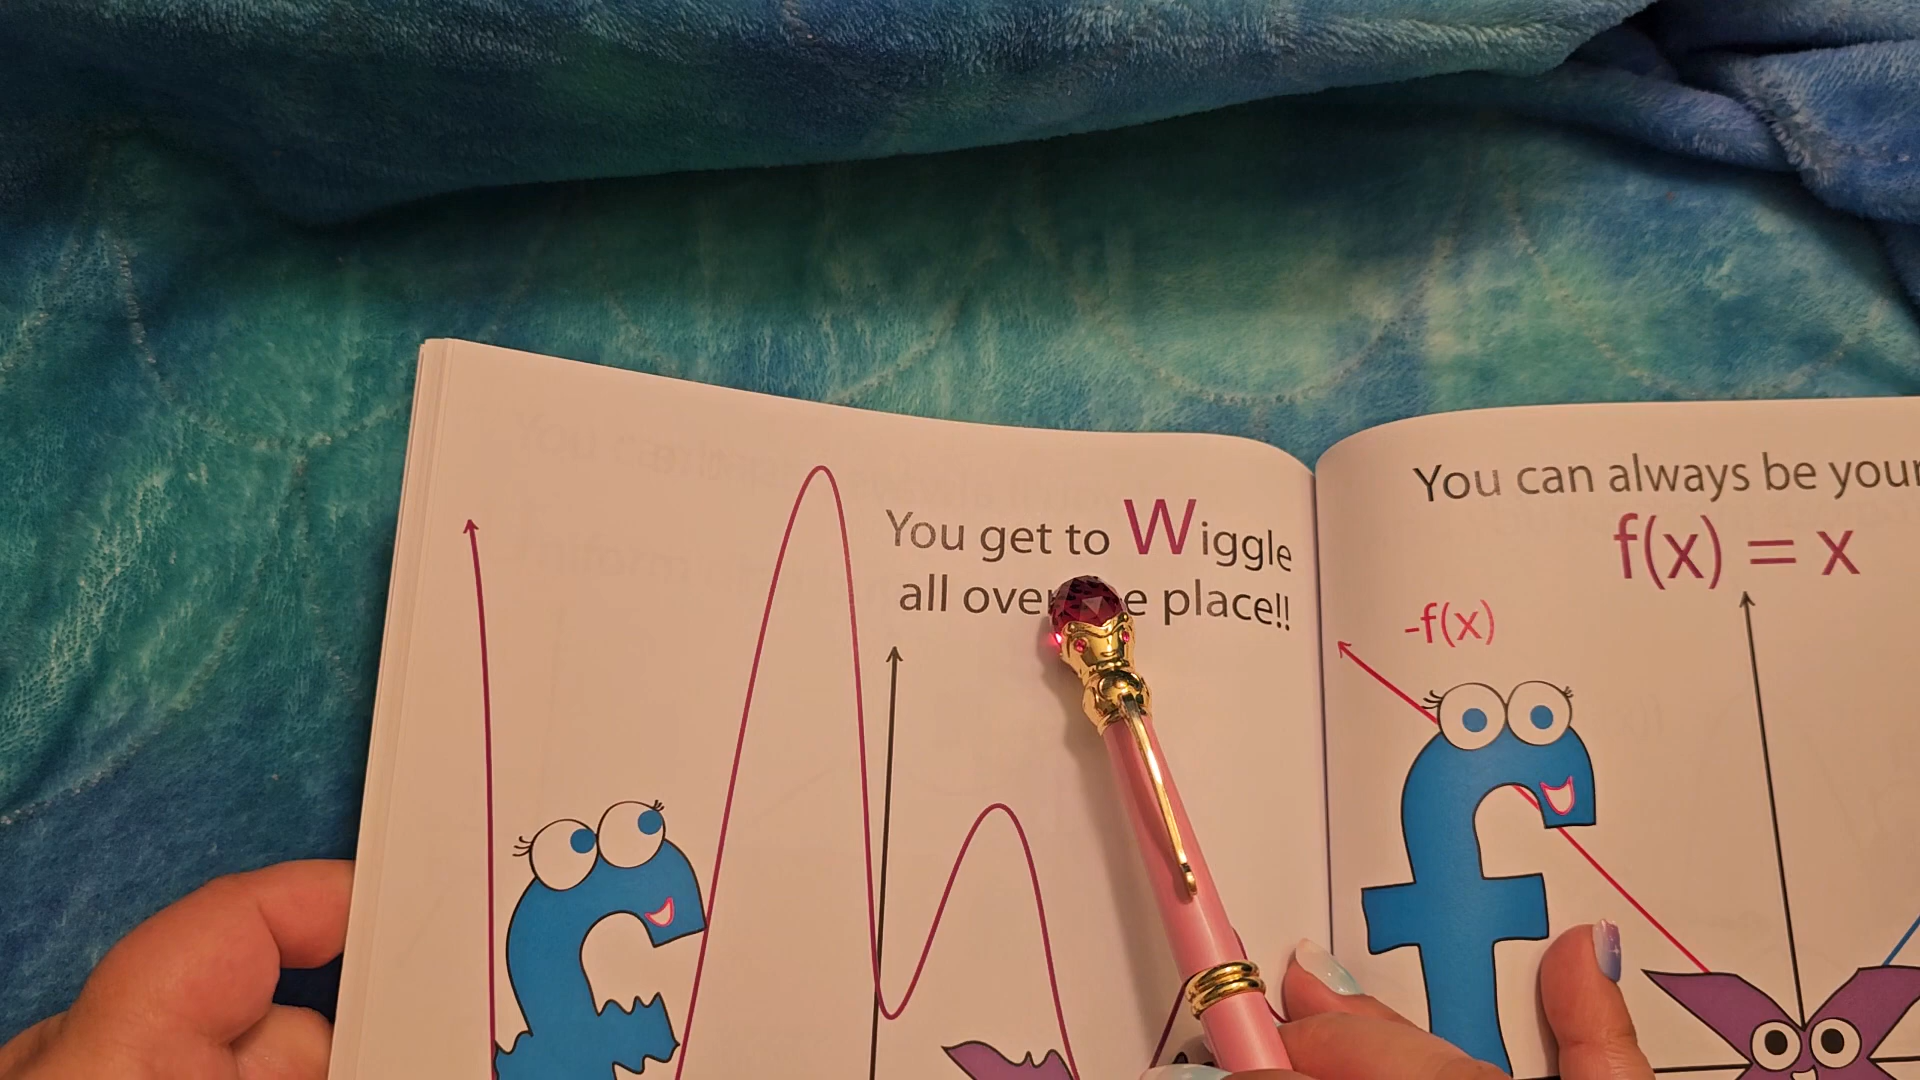 You get to Wiggle
all over e place!!
You can always be your
f(x) = x
-f(x)